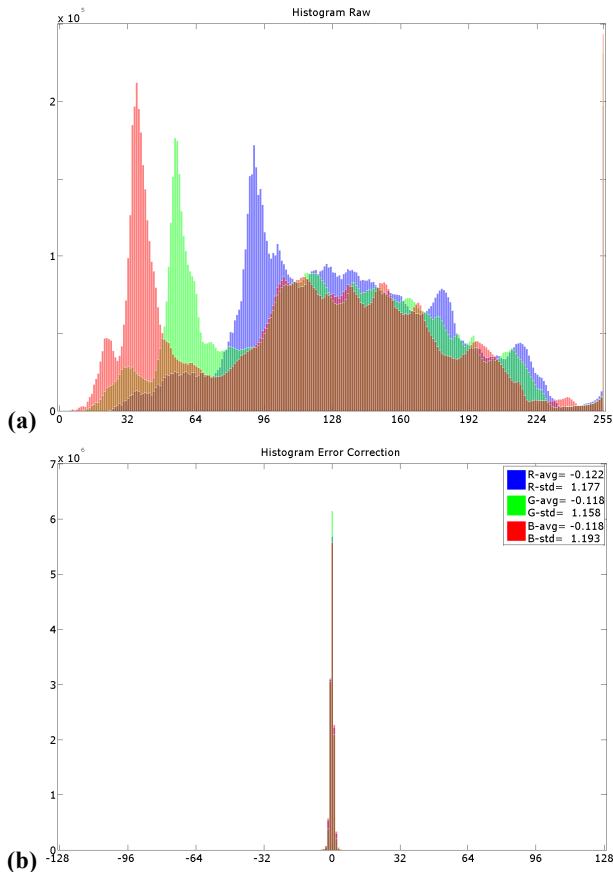 Histogram Raw
x 10 5
2
1
0
0 32 64 96 128 160 192 224 255
(a)
Histogram Error Correction
x 10 6
7
6
5
4
3
2
1
0
R-avg= -0.122
R-std= 1.177
G-avg= -0.118
G-std= 1.158
B-avg= -0.118
B-std= 1.193
-128 -96 -64 -32 0 32 64 96 128
(b)